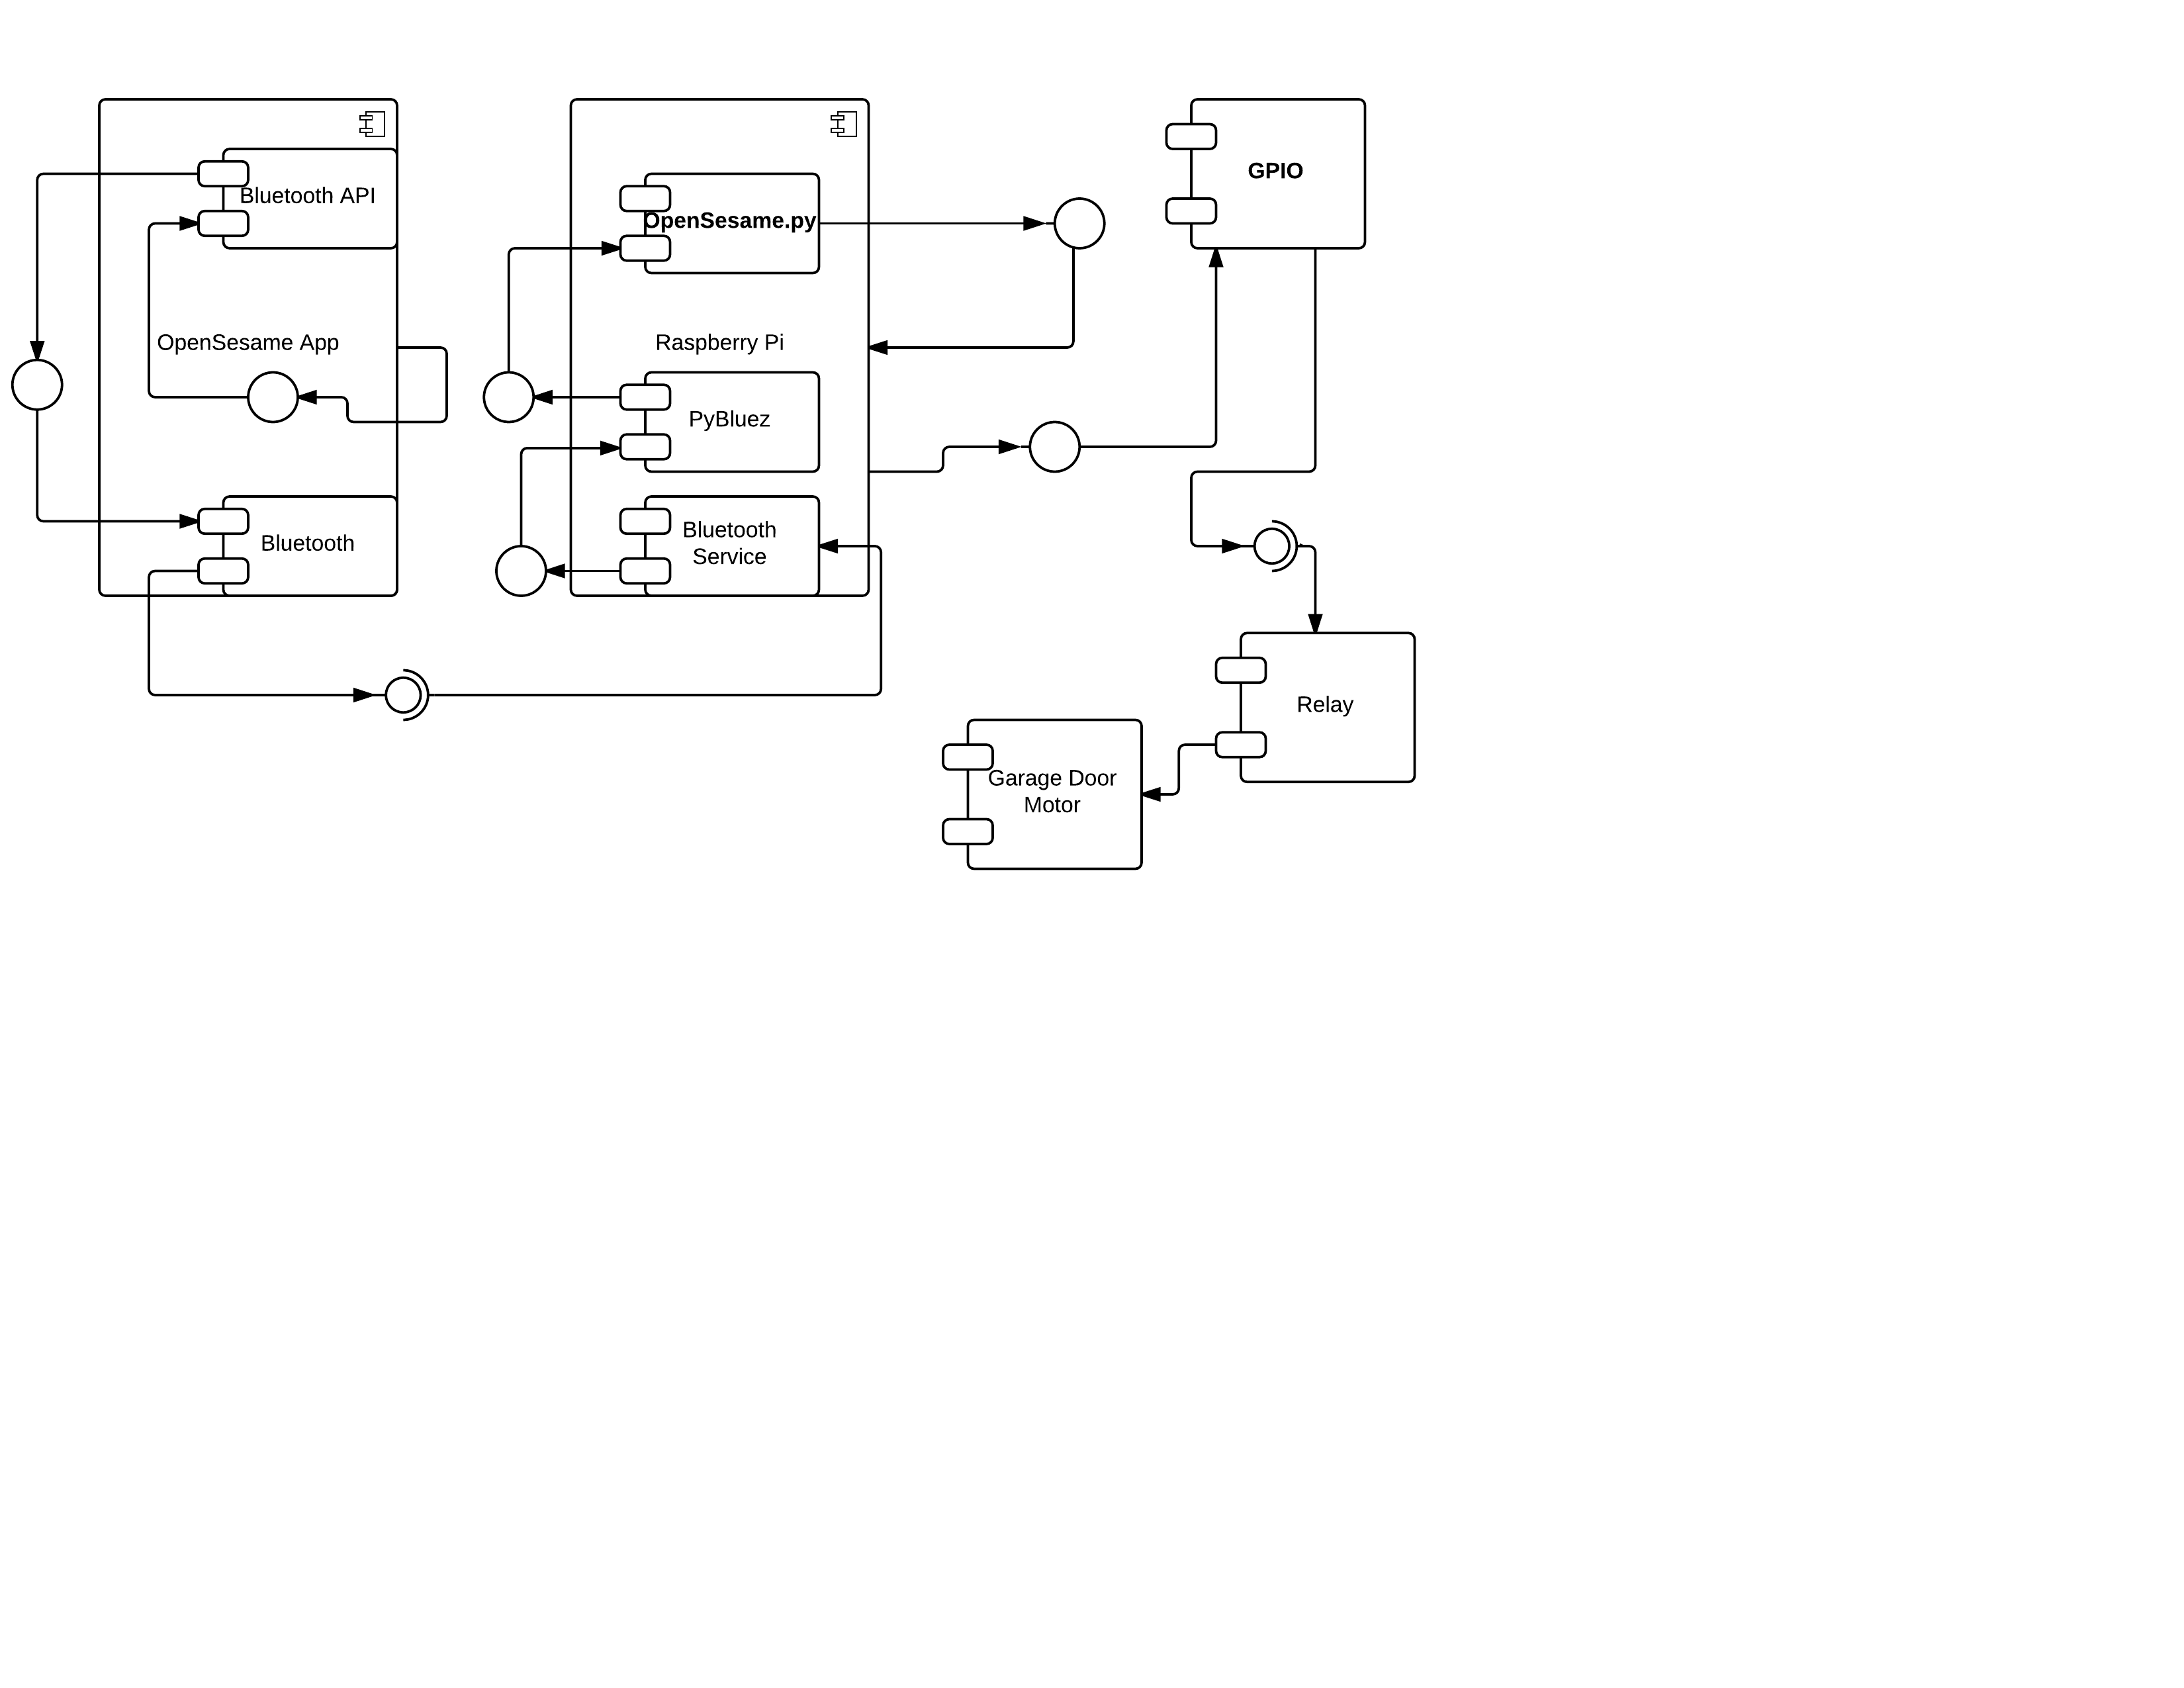 Bluetooth API
OpenSesame App
Bluetooth
OpenSesame.py
Raspberry Pi
PyBluez
Bluetooth
Service
GPIO
Relay
Garage Door
Motor